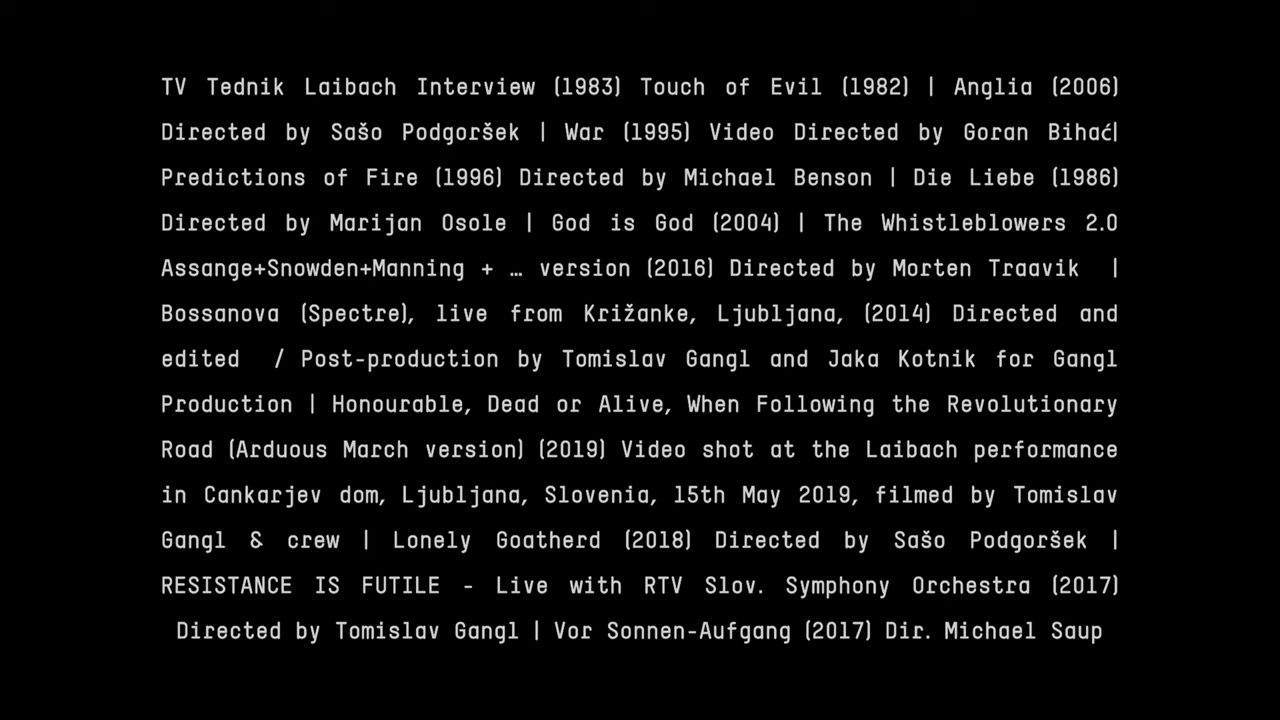 TV Tednik Laibach Interview (1983) Touch of Evil (1982) | Anglia (2006)
Directed by Sašo Podgoršek | War (1995) Video Directed by Goran Bihać|
Predictions of Fire (1996) Directed by Michael Benson | Die Liebe (1986)
Directed by Marijan Osole | God is God (2004) | The Whistleblowers 2.0
Assange+Snowden+Manning + … version (2016) Directed by Morten Traavik |
Bossanova (Spectre), live from Križanke, Ljubljana, (2014) Directed and
edited / Post-production by Tomislav Gangl and Jaka Kotnik for Gangl
Production | Honourable, Dead or Alive, When Following the Revolutionary
Road (Arduous March version) (2019) Video shot at the Laibach performance
in Cankarjev dom, Ljubljana, Slovenia, 15th May 2019, filmed by Tomislav
Gangl & crew | Lonely Goatherd (2018) Directed by Sašo Podgoršek |
RESISTANCE IS FUTILE - Live with RTV Slov. Symphony Orchestra (2017)
Directed by Tomislav Gangl | Vor Sonnen-Aufgang (2017) Dir. Michael Saup